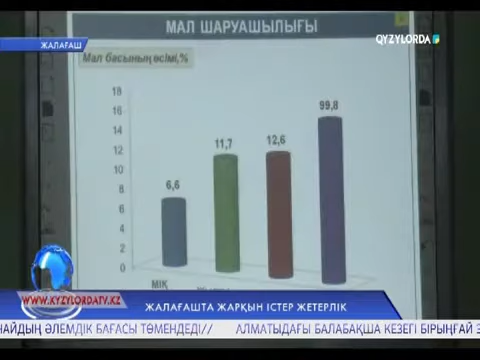 МАЛ ШАРУАШЫЛЫҒЫ
ЖАЛАҒАШ
QYZYLORDA
Мал басының өсімі,%
18
16
14
12
10
8
6
4
2
0
6,6
11,7
12,6
99,8
МІҚ
WWW.KYZYLORDATV.KZ
ЖАЛАҒАШТА ЖАРҚЫН ІСТЕР ЖЕТЕРЛІК
НАЙДЫҢ ӘЛЕМДІК БАҒАСЫ ТӨМЕНДЕДІ// АЛМАТЫДАҒЫ БАЛАБАҚША КЕЗЕГІ БІРЫҢҒАЙ